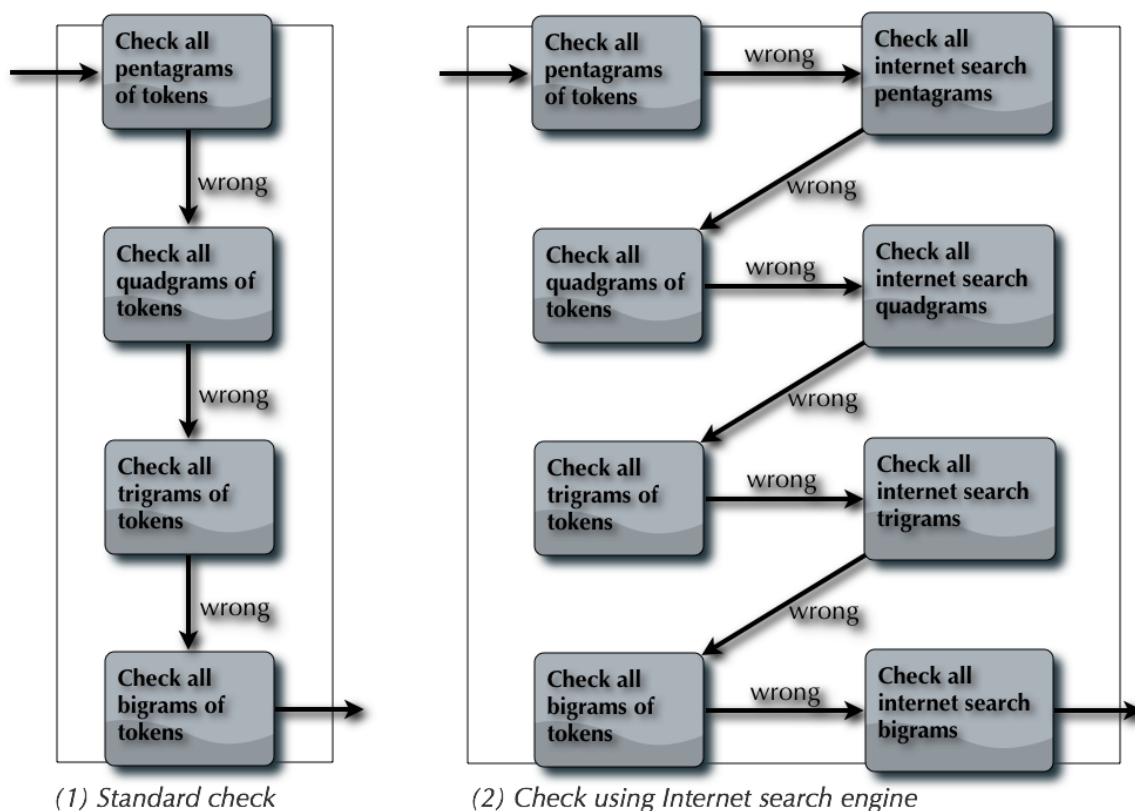 Check all
pentagrams
of tokens
wrong
Check all
quadgrams of
tokens
wrong
Check all
trigrams of
tokens
wrong
Check all
bigrams of
tokens
(1) Standard check
Check all
pentagrams
of tokens
wrong
Check all
internet search
pentagrams
wrong
Check all
quadgrams of
tokens
wrong
Check all
internet search
quadgrams
wrong
Check all
trigrams of
tokens
wrong
Check all
internet search
trigrams
wrong
Check all
bigrams of
tokens
wrong
Check all
internet search
bigrams
(2) Check using Internet search engine